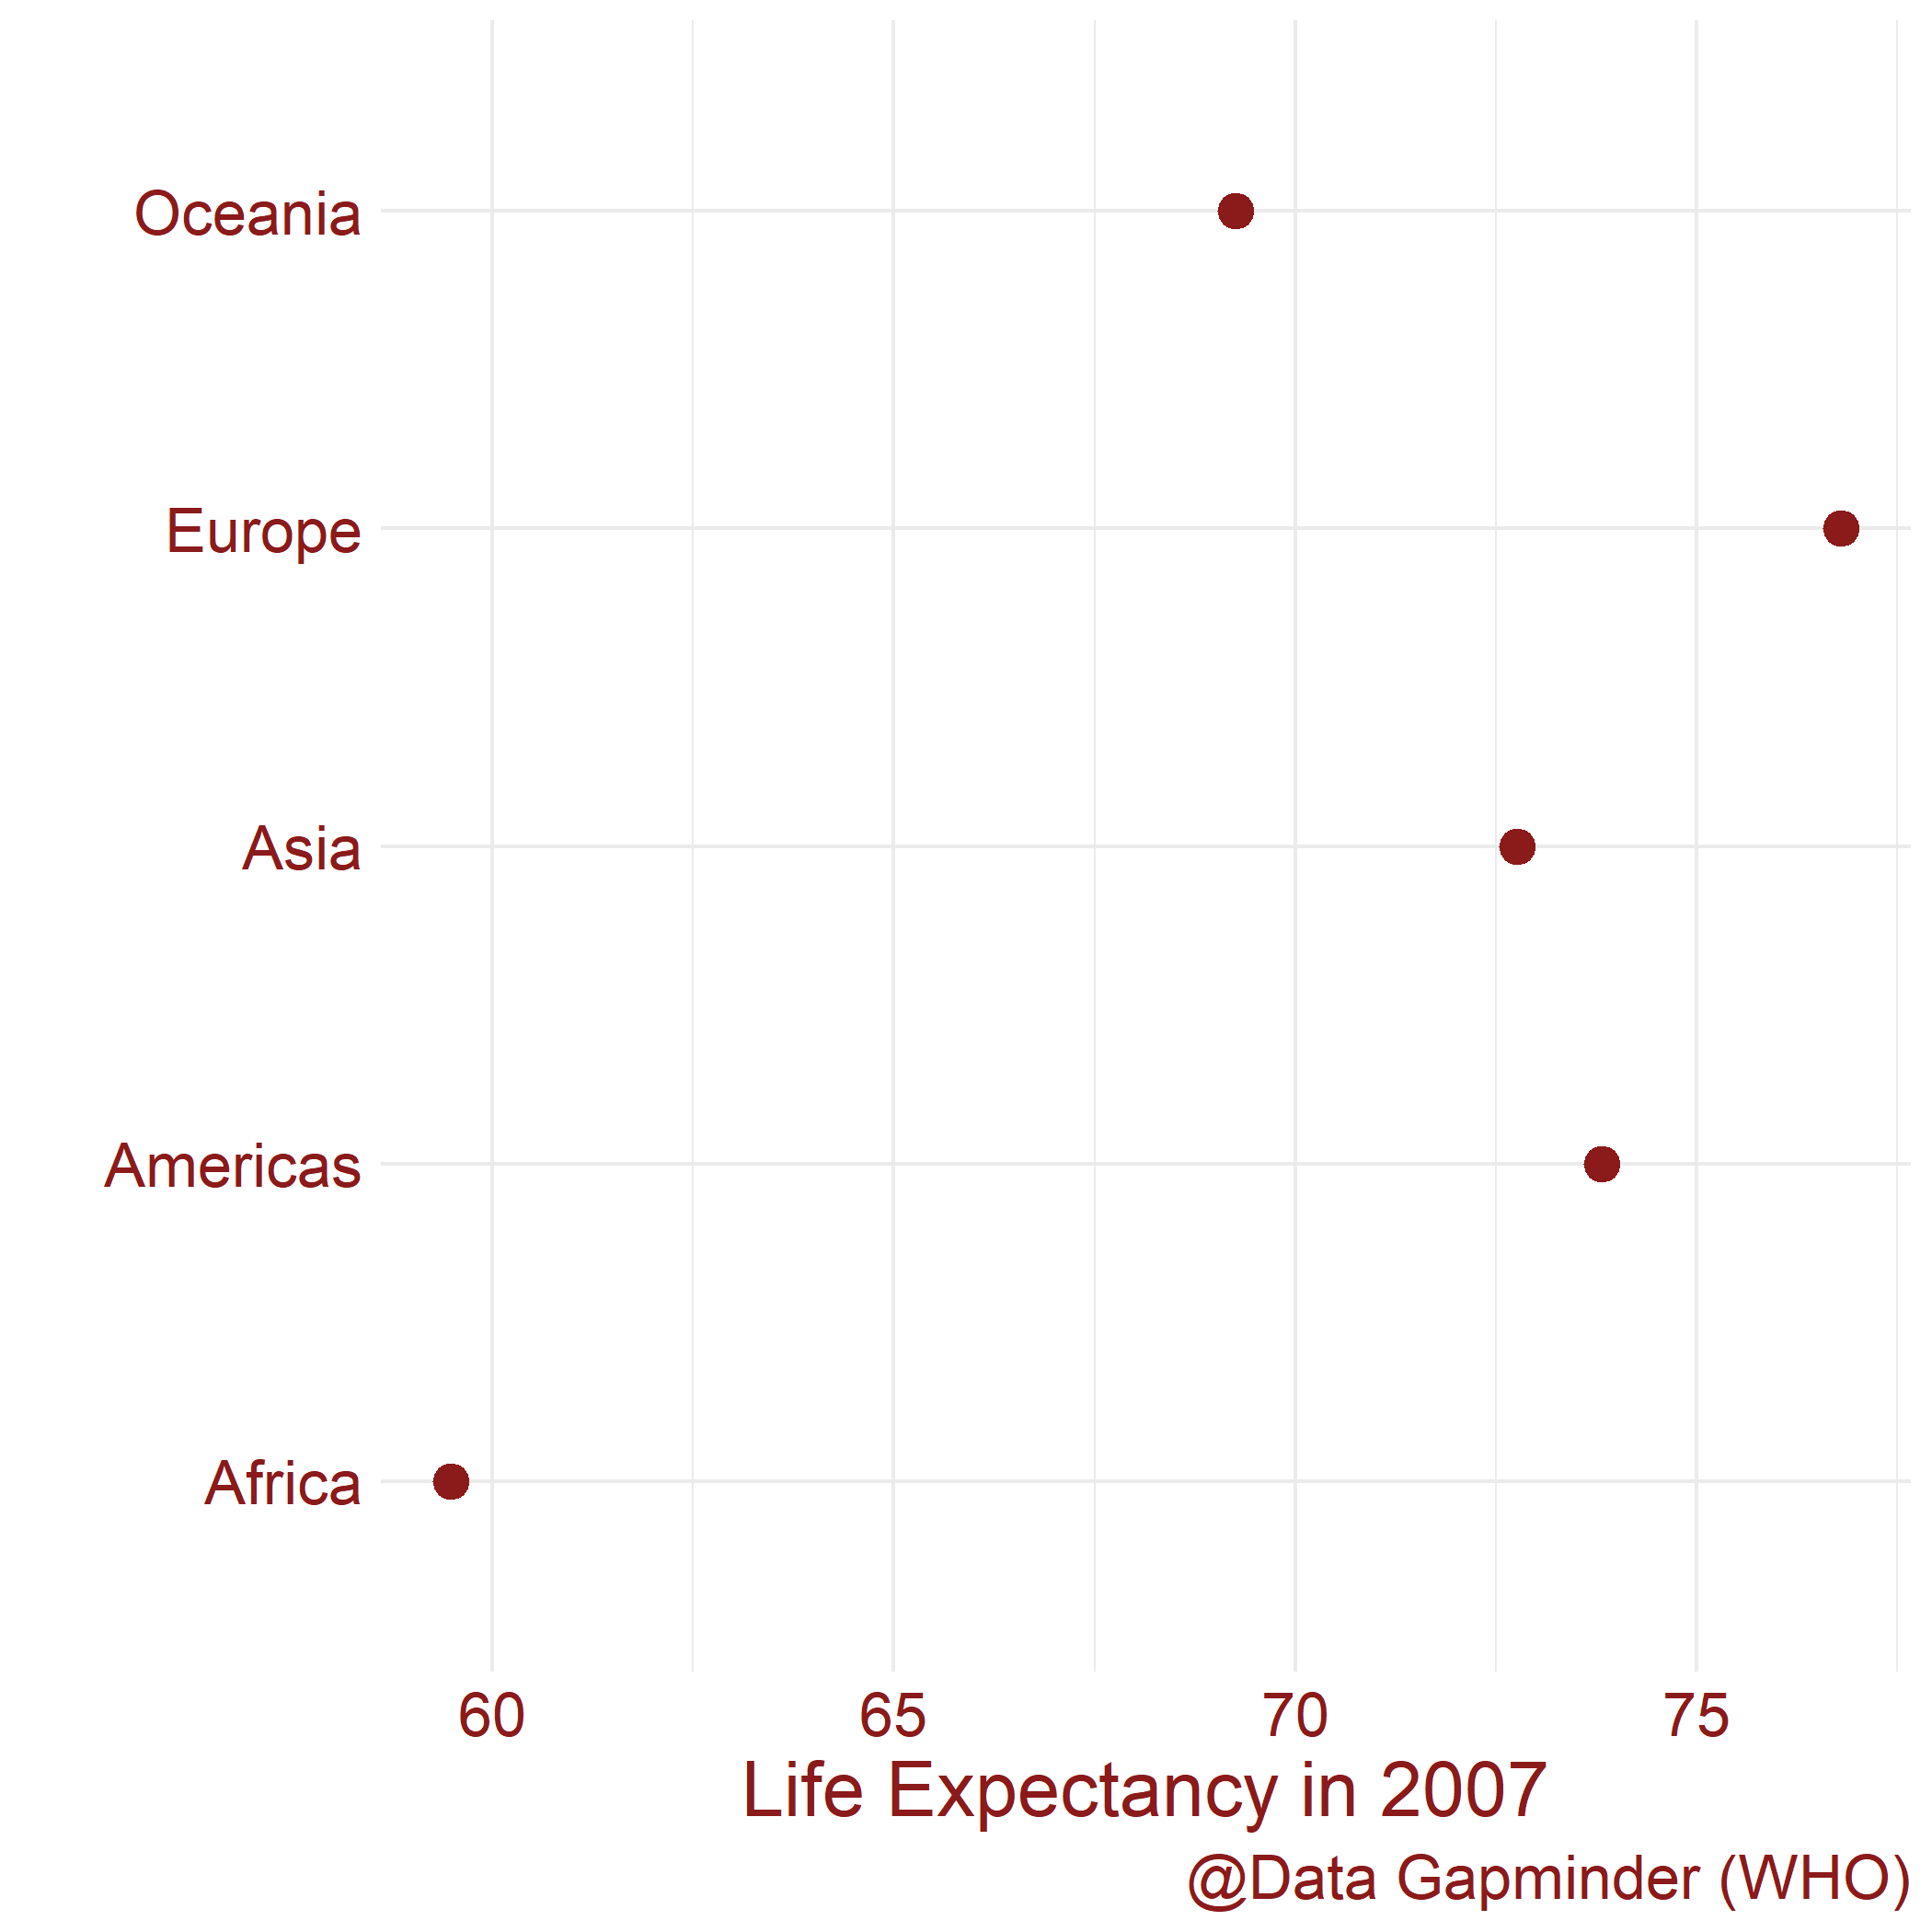 Oceania
Europe
Asia
Americas
Africa
60 65 70 75
Life Expectancy in 2007
@Data Gapminder (WHO)